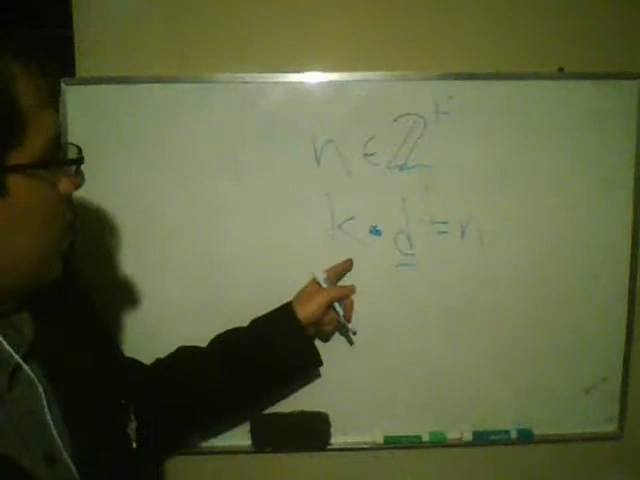 n ∈ ℤ⁺
k · d = n